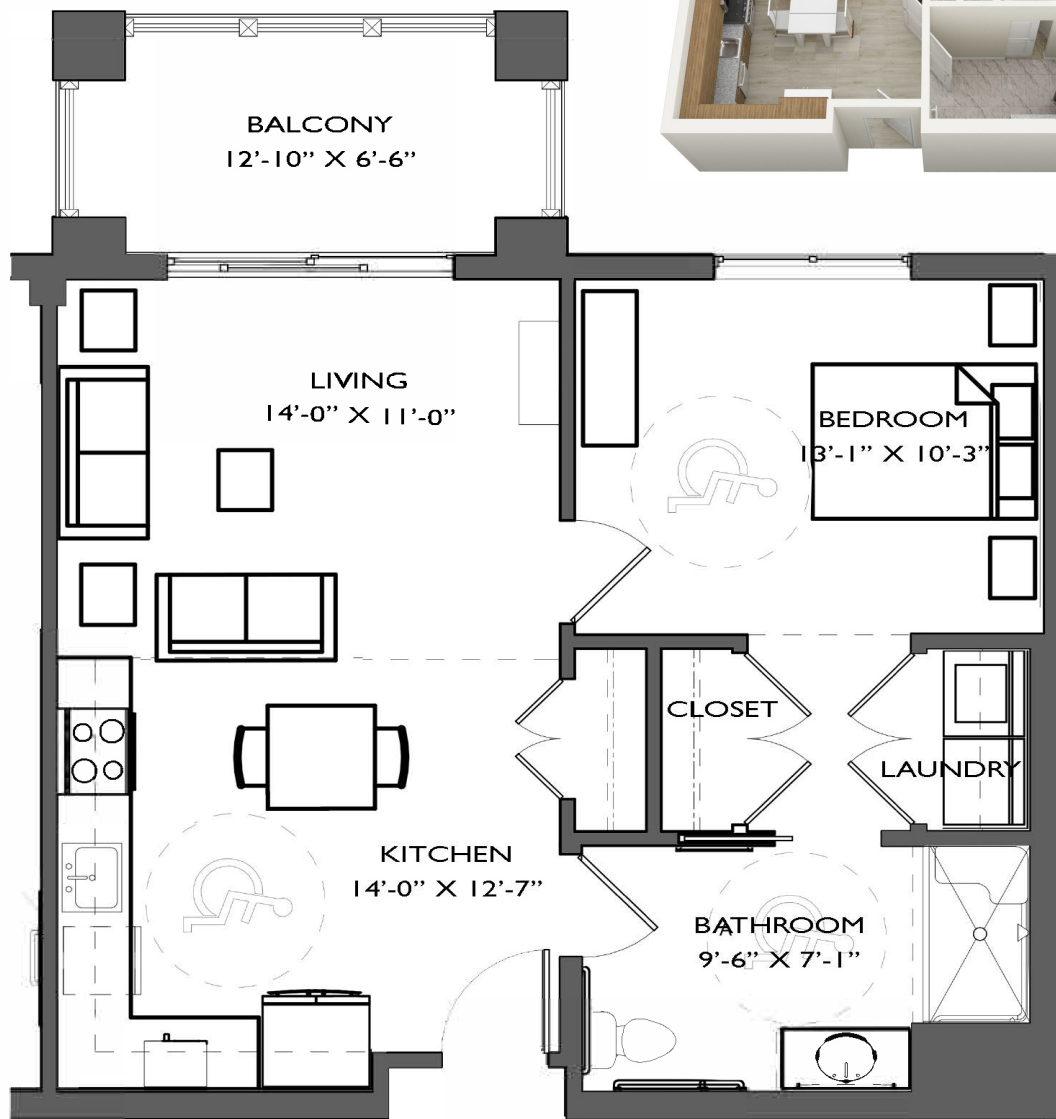 BALCONY
12’-10” X 6’-6”
LIVING
14’-0” X 11’-0”
BEDROOM
13’-1” X 10’-3”
CLOSET
LAUNDRY
KITCHEN
14’-0” X 12’-7”
BATHROOM
9’-6” X 7’-1”